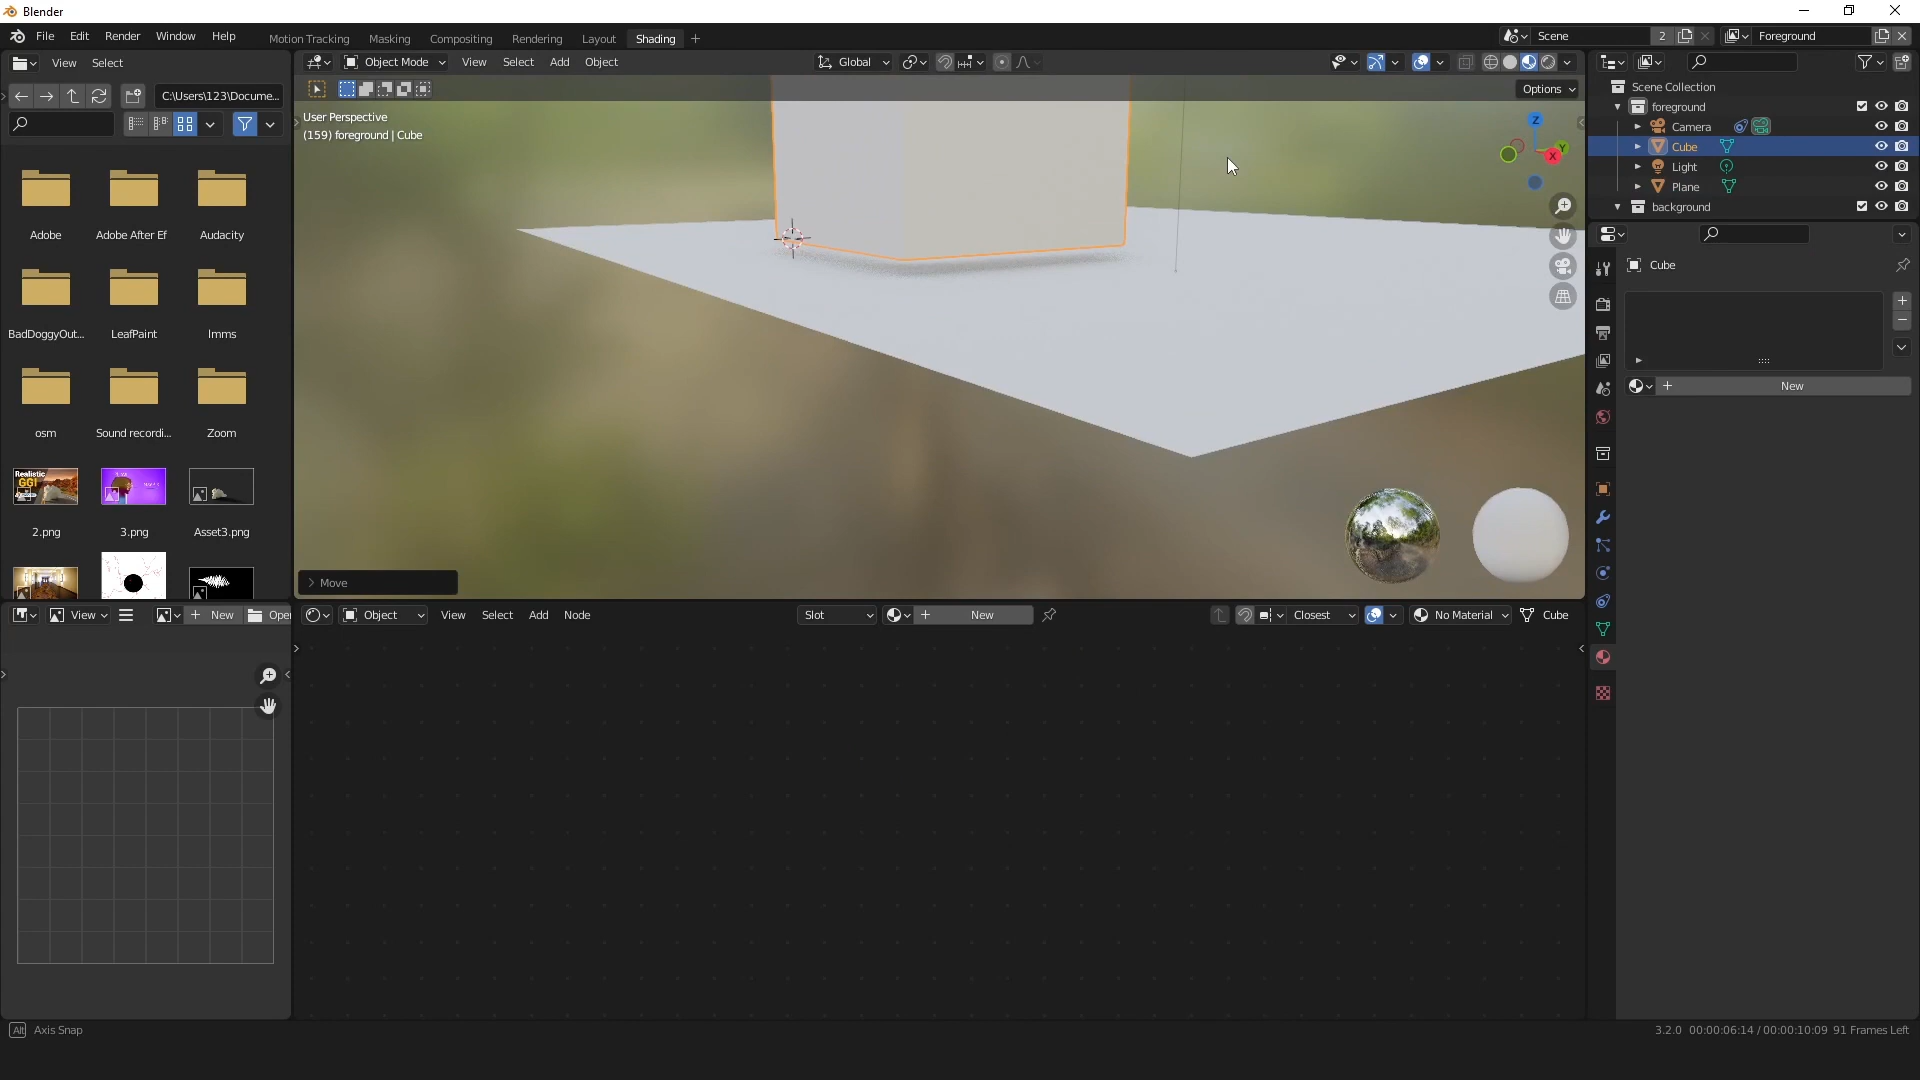 Blender
File Edit Render Window Help
Motion Tracking Masking Compositing Rendering Layout Shading +
Scene 2 Foreground
View Select
Object Mode View Select Add Object Global
C:\Users\123\Docume...
Options
User Perspective
(159) foreground | Cube
Z
Y
X
Scene Collection
foreground
Camera
Cube
Light
Plane
background
Cube
New
Adobe Adobe After Ef Audacity
BadDoggyOut... LeafPaint lmms
osm Sound recordi... Zoom
Realistic
CGI
2.png 3.png Asset3.png
Move
View New Open
Object View Select Add Node Slot New Closest No Material Cube
Alt Axis Snap
3.2.0 00:00:06:14 / 00:00:10:09 91 Frames Left